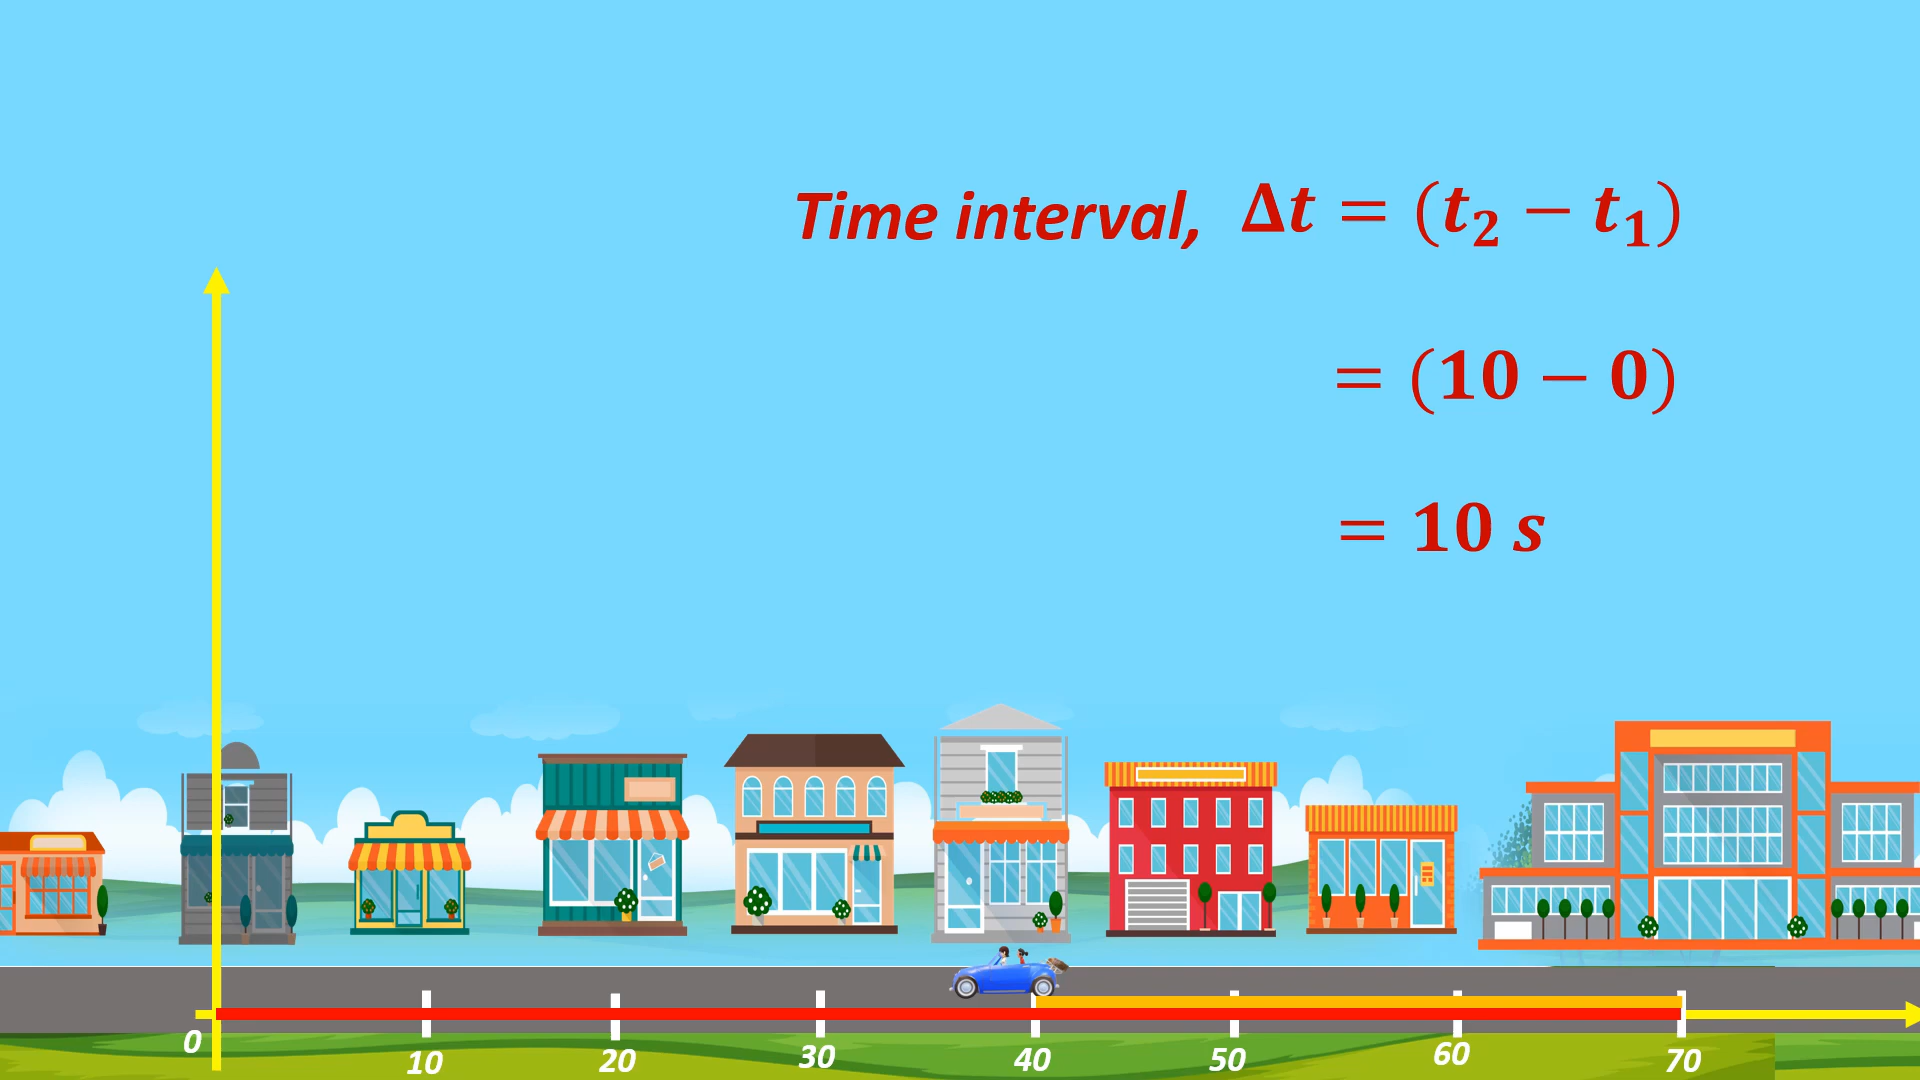 Time interval, Δt = (t₂ − t₁)
= (10 − 0)
= 10 s
0 10 20 30 40 50 60 70